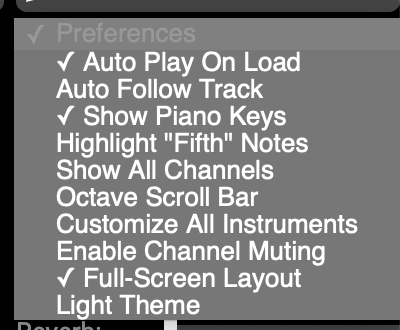 ✓ Preferences
✓ Auto Play On Load
Auto Follow Track
✓ Show Piano Keys
Highlight "Fifth" Notes
Show All Channels
Octave Scroll Bar
Customize All Instruments
Enable Channel Muting
✓ Full-Screen Layout
Light Theme
Reverb: